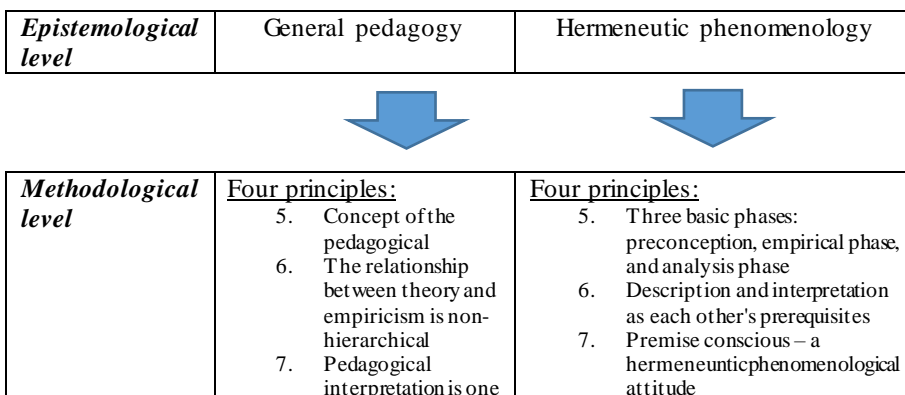 Epistemological
level
General pedagogy
Hermeneutic phenomenology
Methodological
level
Four principles:
5. Concept of the
pedagogical
6. The relationship
between theory and
empiricism is non-
hierarchical
7. Pedagogical
interpretation is one
Four principles:
5. Three basic phases:
preconception, empirical phase,
and analysis phase
6. Description and interpretation
as each other's prerequisites
7. Premise conscious – a
hermeneunticphenomenological
attitude